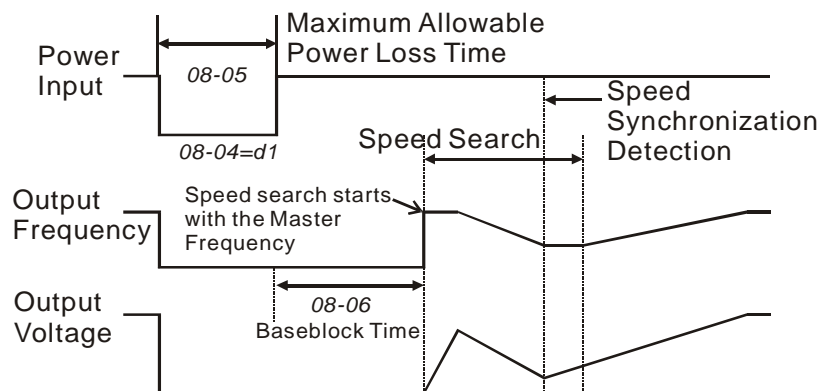 Maximum Allowable
Power Loss Time
Power
Input
08-05
08-04=d1
Speed
Synchronization
Detection
Speed Search
Output
Frequency
Speed search starts
with the Master
Frequency
08-06
Baseblock Time
Output
Voltage